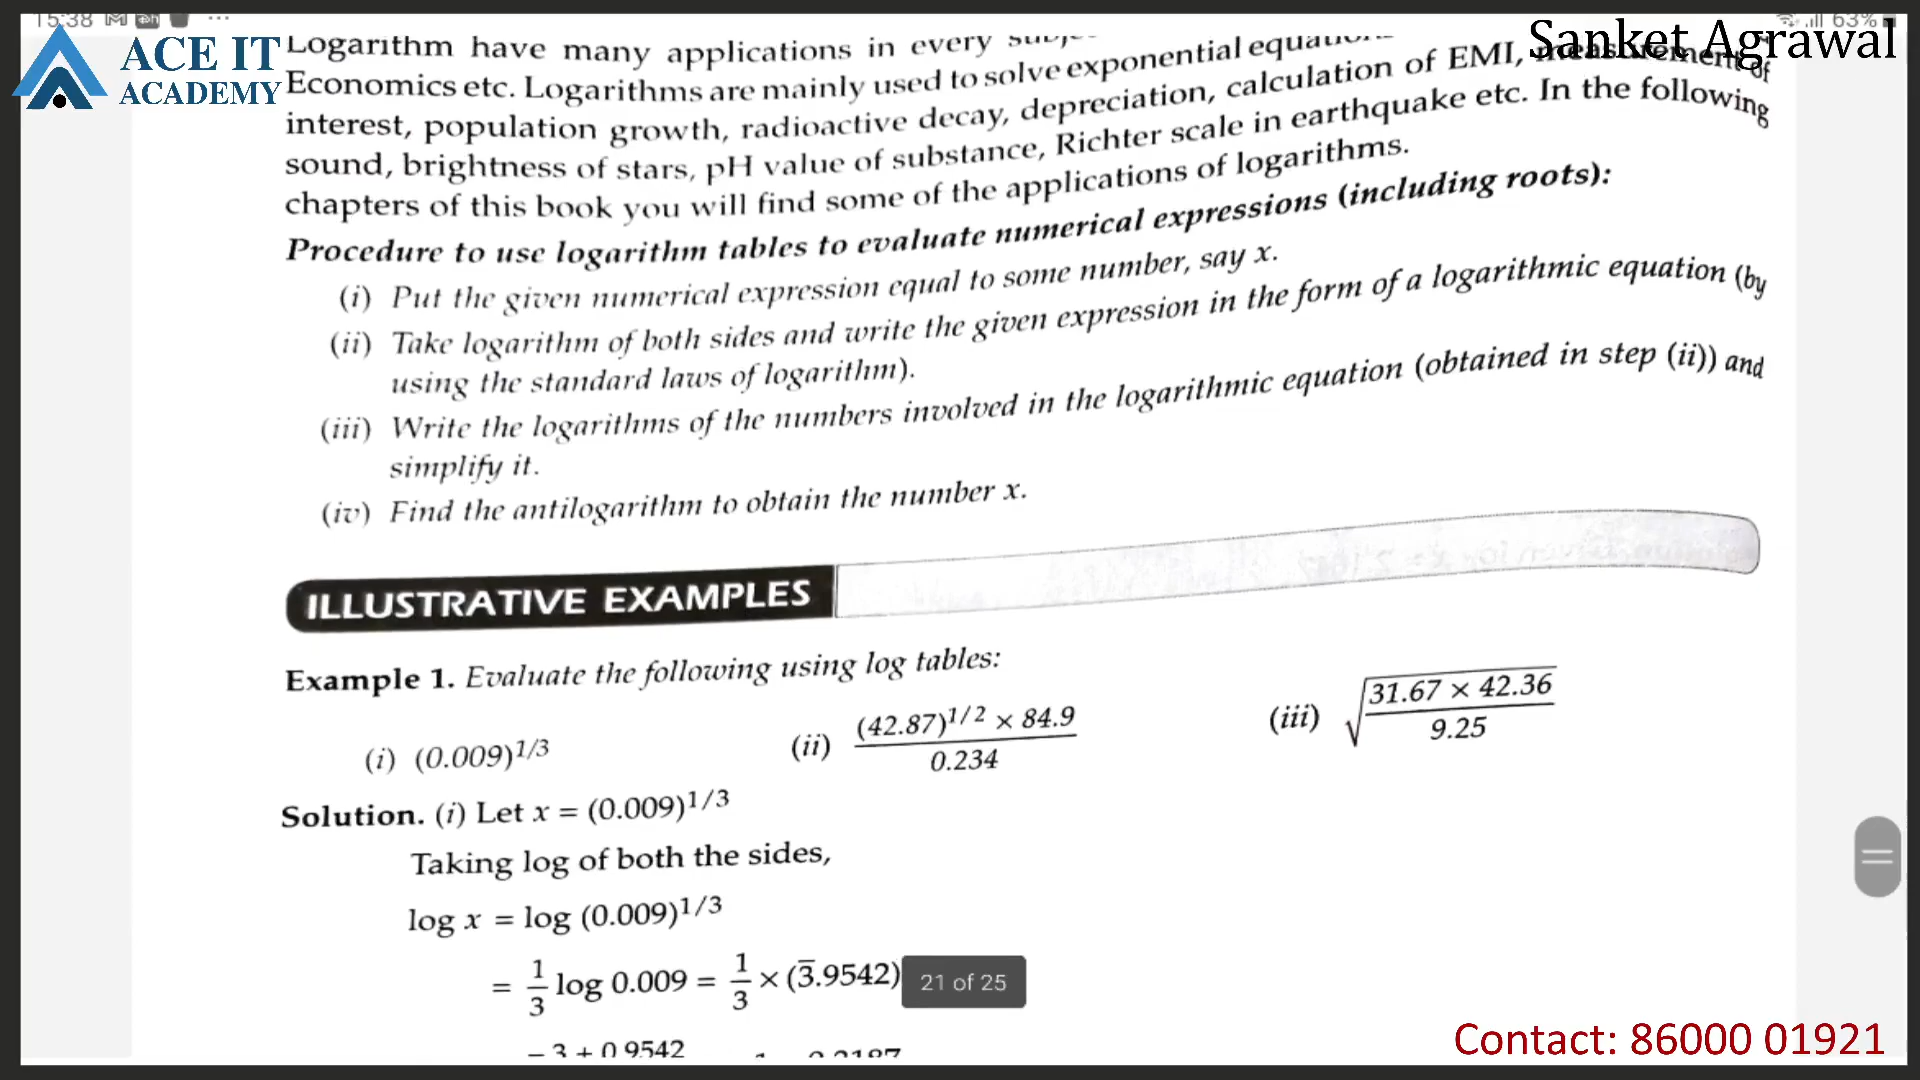 15:38
63%
ACE IT
ACADEMY
Sanket Agrawal
Logarithm have many applications in every
Economics etc. Logarithms are mainly used to solve exponential
interest, population growth, radioactive decay, depreciation, calculation of EMI, measurement of
sound, brightness of stars, pH value of substance, Richter scale in earthquake etc. In the following
chapters of this book you will find some of the applications of logarithms.
Procedure to use logarithm tables to evaluate numerical expressions (including roots):
(i) Put the given numerical expression equal to some number, say x.
(ii) Take logarithm of both sides and write the given expression in the form of a logarithmic equation (by
using the standard laws of logarithm).
(iii) Write the logarithms of the numbers involved in the logarithmic equation (obtained in step (ii)) and
simplify it.
(iv) Find the antilogarithm to obtain the number x.
ILLUSTRATIVE EXAMPLES
Example 1. Evaluate the following using log tables:
(i) (0.009)^1/3 (ii) (42.87)^1/2 × 84.9 / 0.234 (iii) √(31.67 × 42.36 / 9.25)
Solution. (i) Let x = (0.009)^1/3
Taking log of both the sides,
log x = log (0.009)^1/3
= 1/3 log 0.009 = 1/3 × (3̅.9542)
21 of 25
– 3 + 0.9542
Contact: 86000 01921